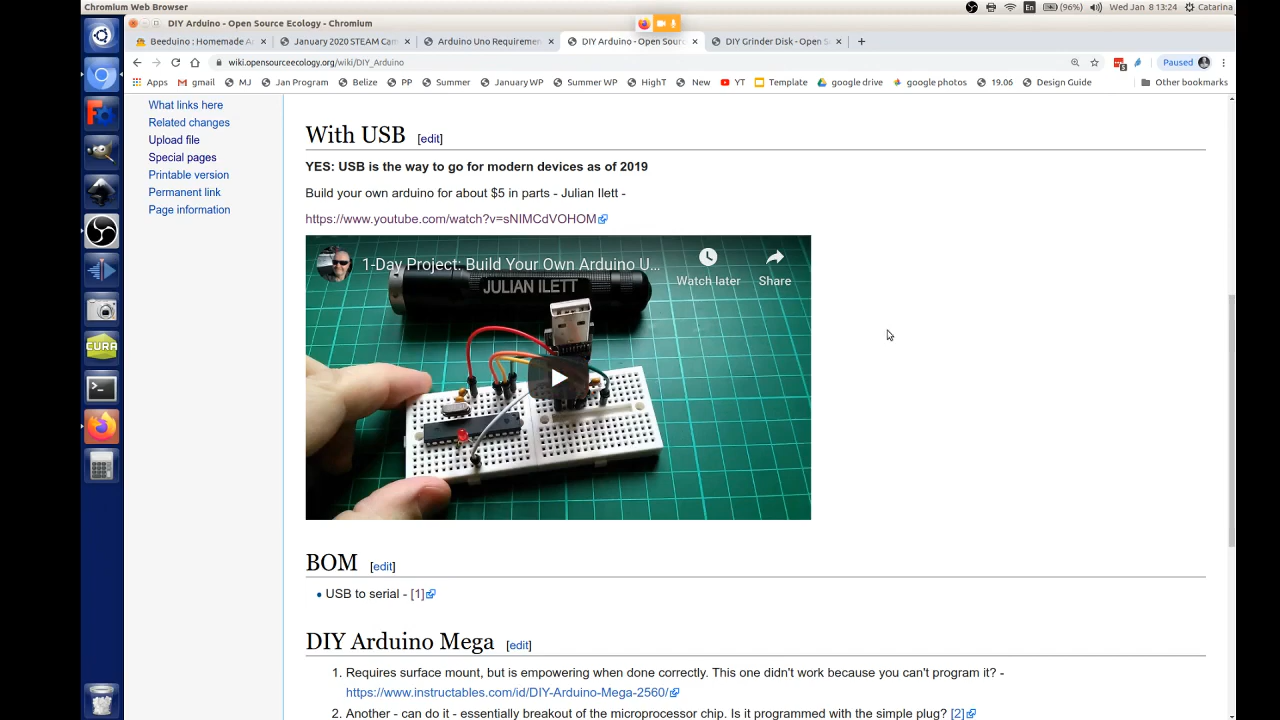 Chromium Web Browser
En
(96%)
Wed Jan 8 13:24
Catarina
DIY Arduino - Open Source Ecology - Chromium
Beeduino : Homemade A
January 2020 STEAM Cam
Arduino Uno Requiremen
DIY Arduino - Open Sourc
DIY Grinder Disk - Open S
wiki.opensourceecology.org/wiki/DIY_Arduino
5
Paused
Apps
gmail
MJ
Jan Program
Belize
PP
Summer
January WP
Summer WP
HighT
New
YT
Template
google drive
google photos
19.06
Design Guide
Other bookmarks
What links here
Related changes
Upload file
Special pages
Printable version
Permanent link
Page information
With USB [edit]
YES: USB is the way to go for modern devices as of 2019
Build your own arduino for about $5 in parts - Julian Ilett -
https://www.youtube.com/watch?v=sNIMCdVOHOM
1-Day Project: Build Your Own Arduino U...
Watch later
Share
JULIAN ILETT
BOM [edit]
USB to serial - [1]
DIY Arduino Mega [edit]
1. Requires surface mount, but is empowering when done correctly. This one didn't work because you can't program it? -
https://www.instructables.com/id/DIY-Arduino-Mega-2560/
2. Another - can do it - essentially breakout of the microprocessor chip. Is it programmed with the simple plug? [2]
CURA